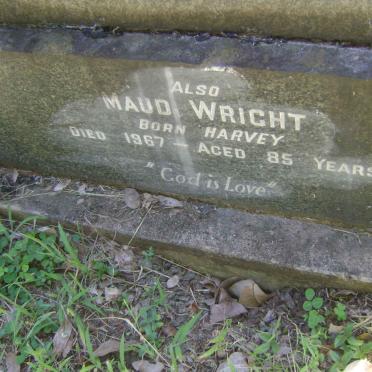 ALSO
MAUD WRIGHT
BORN HARVEY
DIED 1967 — AGED 85 YEARS
"God is Love"